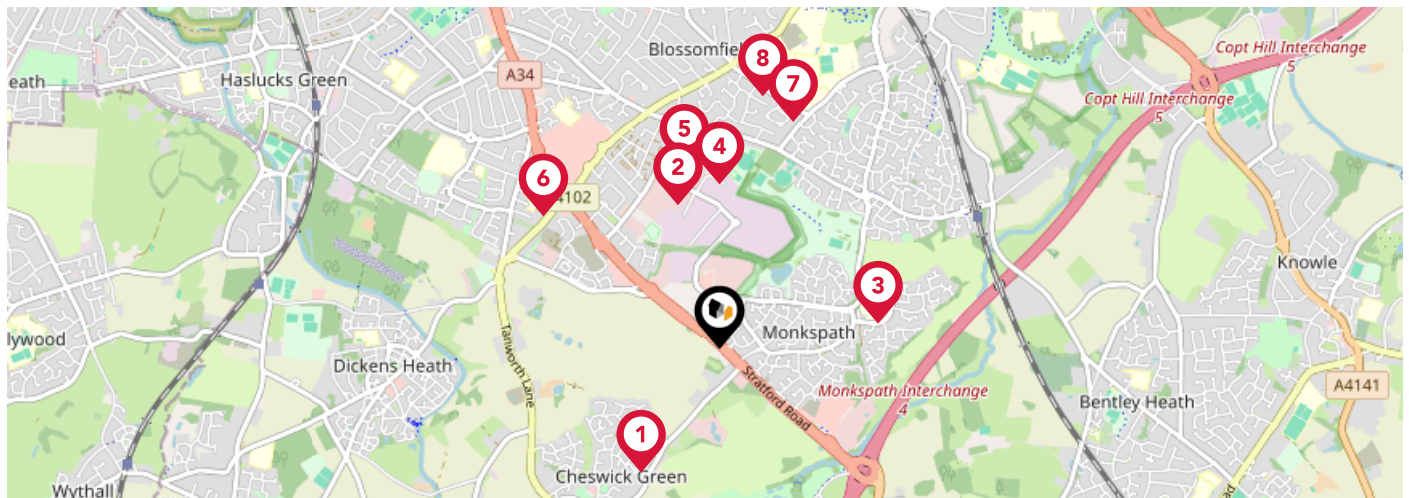 Copt Hill Interchange
5
Blossomfie
8
A34
Haslucks Green
eath
7
Copt Hill Interchange
5
5
4
2
6
4102
Knowle
3
lywood
Monkspath
Dickens Heath
Tanworth Lane
Stratford Road
Monkspath Interchange
4
A4141
Bentley Heath
1
Cheswick Green
Wythall
ad